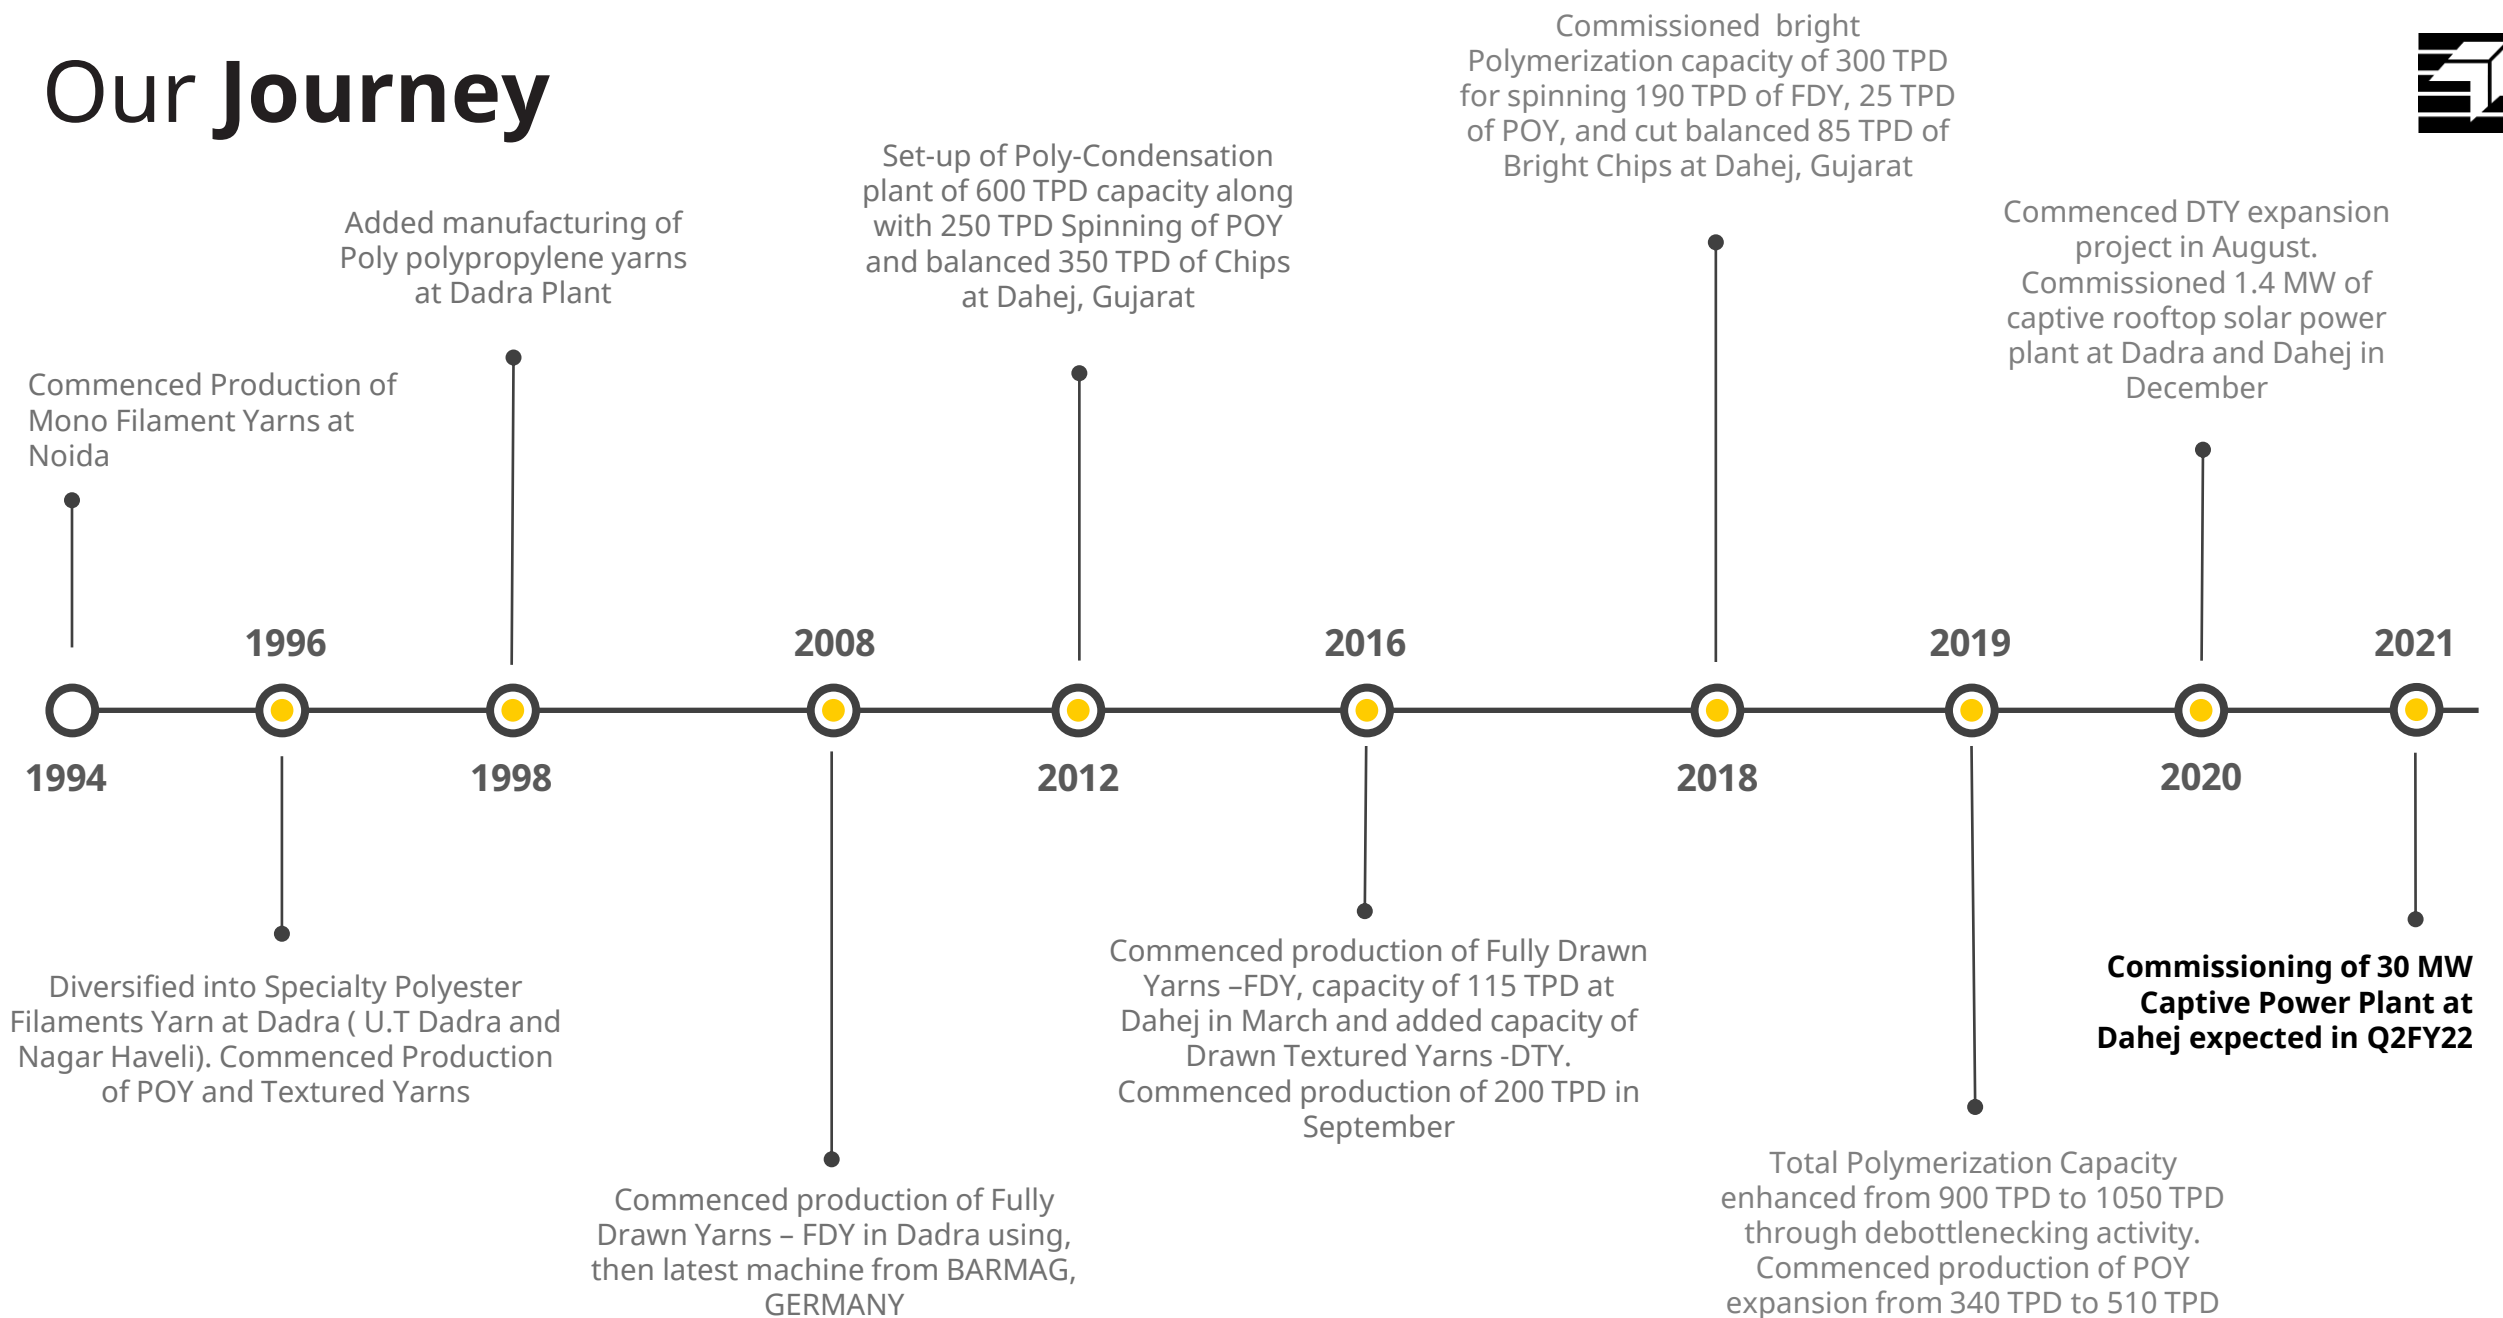 Our Journey
Commenced Production of
Mono Filament Yarns at
Noida
1994
1996
Diversified into Specialty Polyester
Filaments Yarn at Dadra ( U.T Dadra and
Nagar Haveli). Commenced Production
of POY and Textured Yarns
Added manufacturing of
Poly polypropylene yarns
at Dadra Plant
1998
2008
Commenced production of Fully
Drawn Yarns – FDY in Dadra using,
then latest machine from BARMAG,
GERMANY
Set-up of Poly-Condensation
plant of 600 TPD capacity along
with 250 TPD Spinning of POY
and balanced 350 TPD of Chips
at Dahej, Gujarat
2012
2016
Commenced production of Fully Drawn
Yarns –FDY, capacity of 115 TPD at
Dahej in March and added capacity of
Drawn Textured Yarns -DTY.
Commenced production of 200 TPD in
September
Commissioned  bright
Polymerization capacity of 300 TPD
for spinning 190 TPD of FDY, 25 TPD
of POY, and cut balanced 85 TPD of
Bright Chips at Dahej, Gujarat
2018
2019
Total Polymerization Capacity
enhanced from 900 TPD to 1050 TPD
through debottlenecking activity.
Commenced production of POY
expansion from 340 TPD to 510 TPD
Commenced DTY expansion
project in August.
Commissioned 1.4 MW of
captive rooftop solar power
plant at Dadra and Dahej in
December
2020
2021
Commissioning of 30 MW
Captive Power Plant at
Dahej expected in Q2FY22